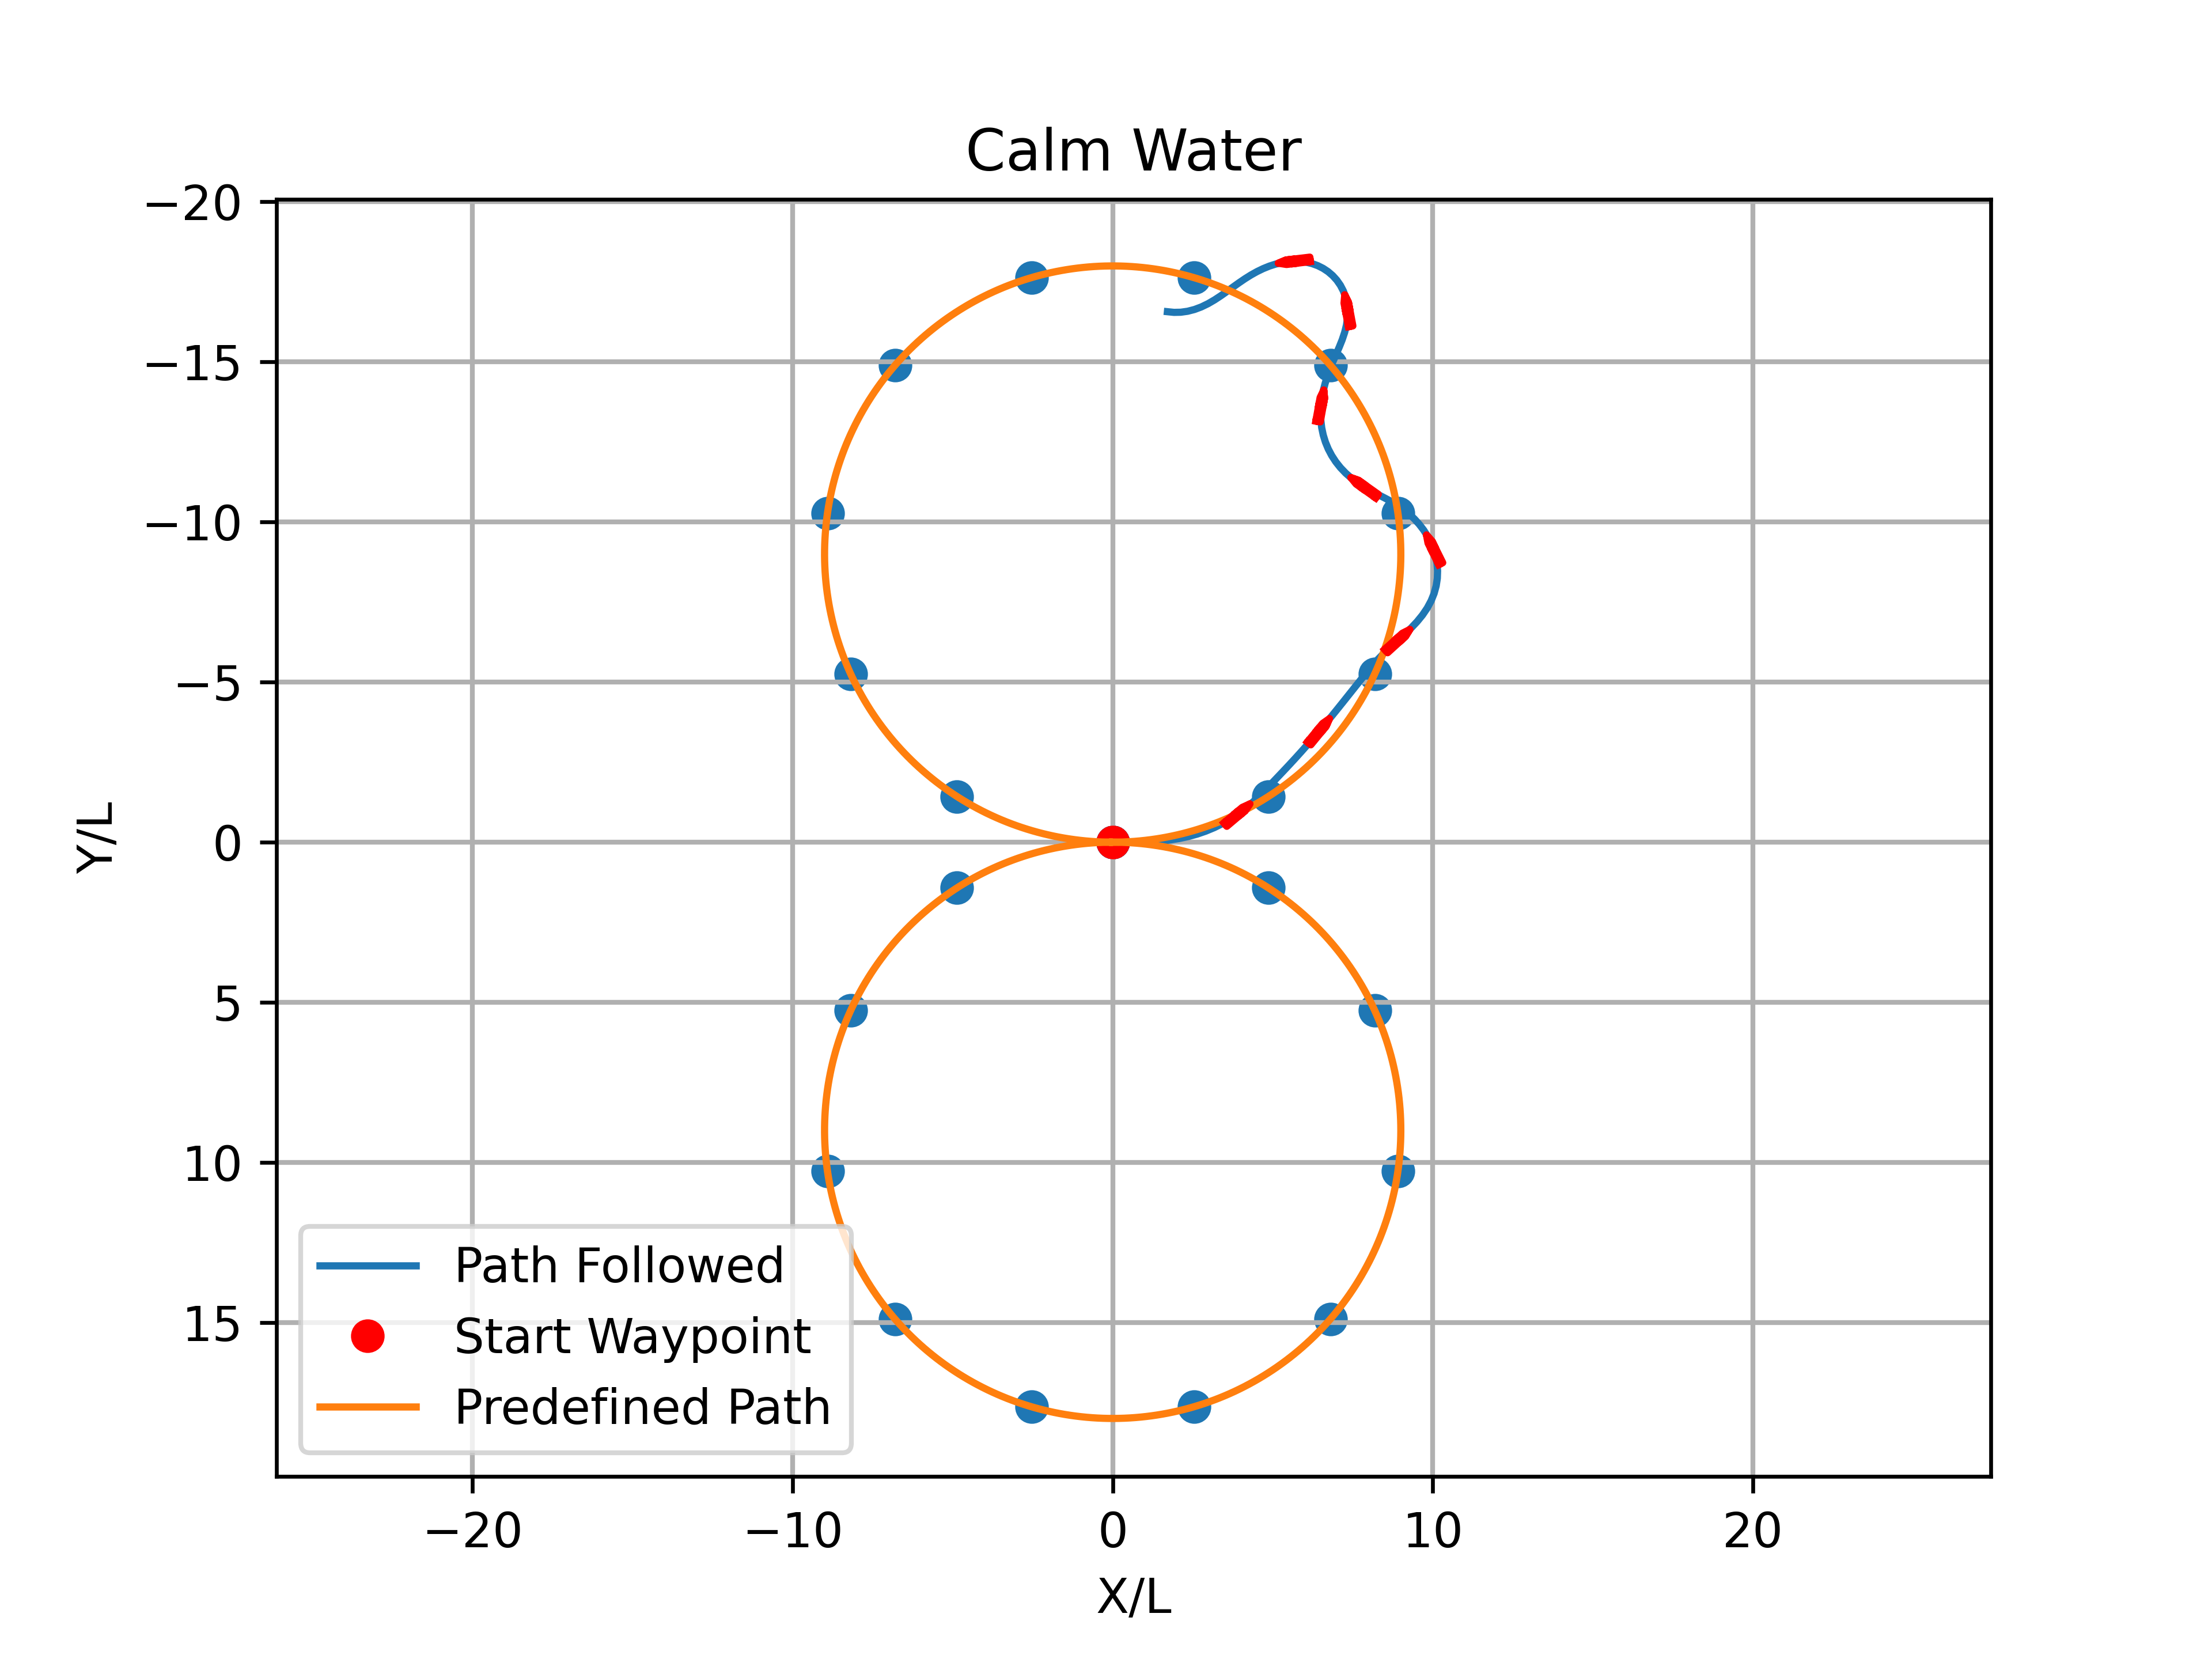 Calm Water
−20
−15
−10
−5
0
5
10
15
Y/L
Path Followed
Start Waypoint
Predefined Path
−20 −10 0 10 20
X/L